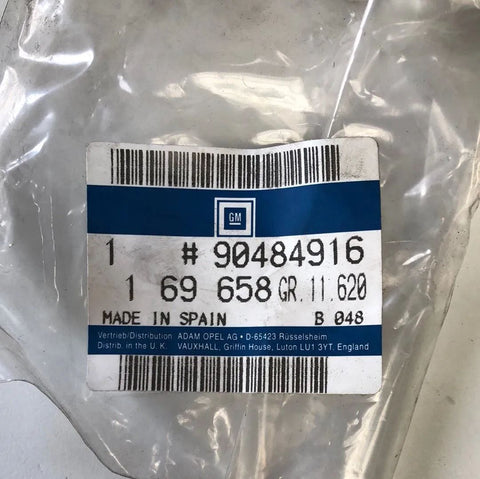 GM
1 # 90484916
1 69 658 GR. 11.620
MADE IN SPAIN B 048
Vertrieb/Distribution ADAM OPEL AG • D-65423 Rüsselsheim
Distrib. in the U. K. VAUXHALL, Griffin House, Luton LU1 3YT, England